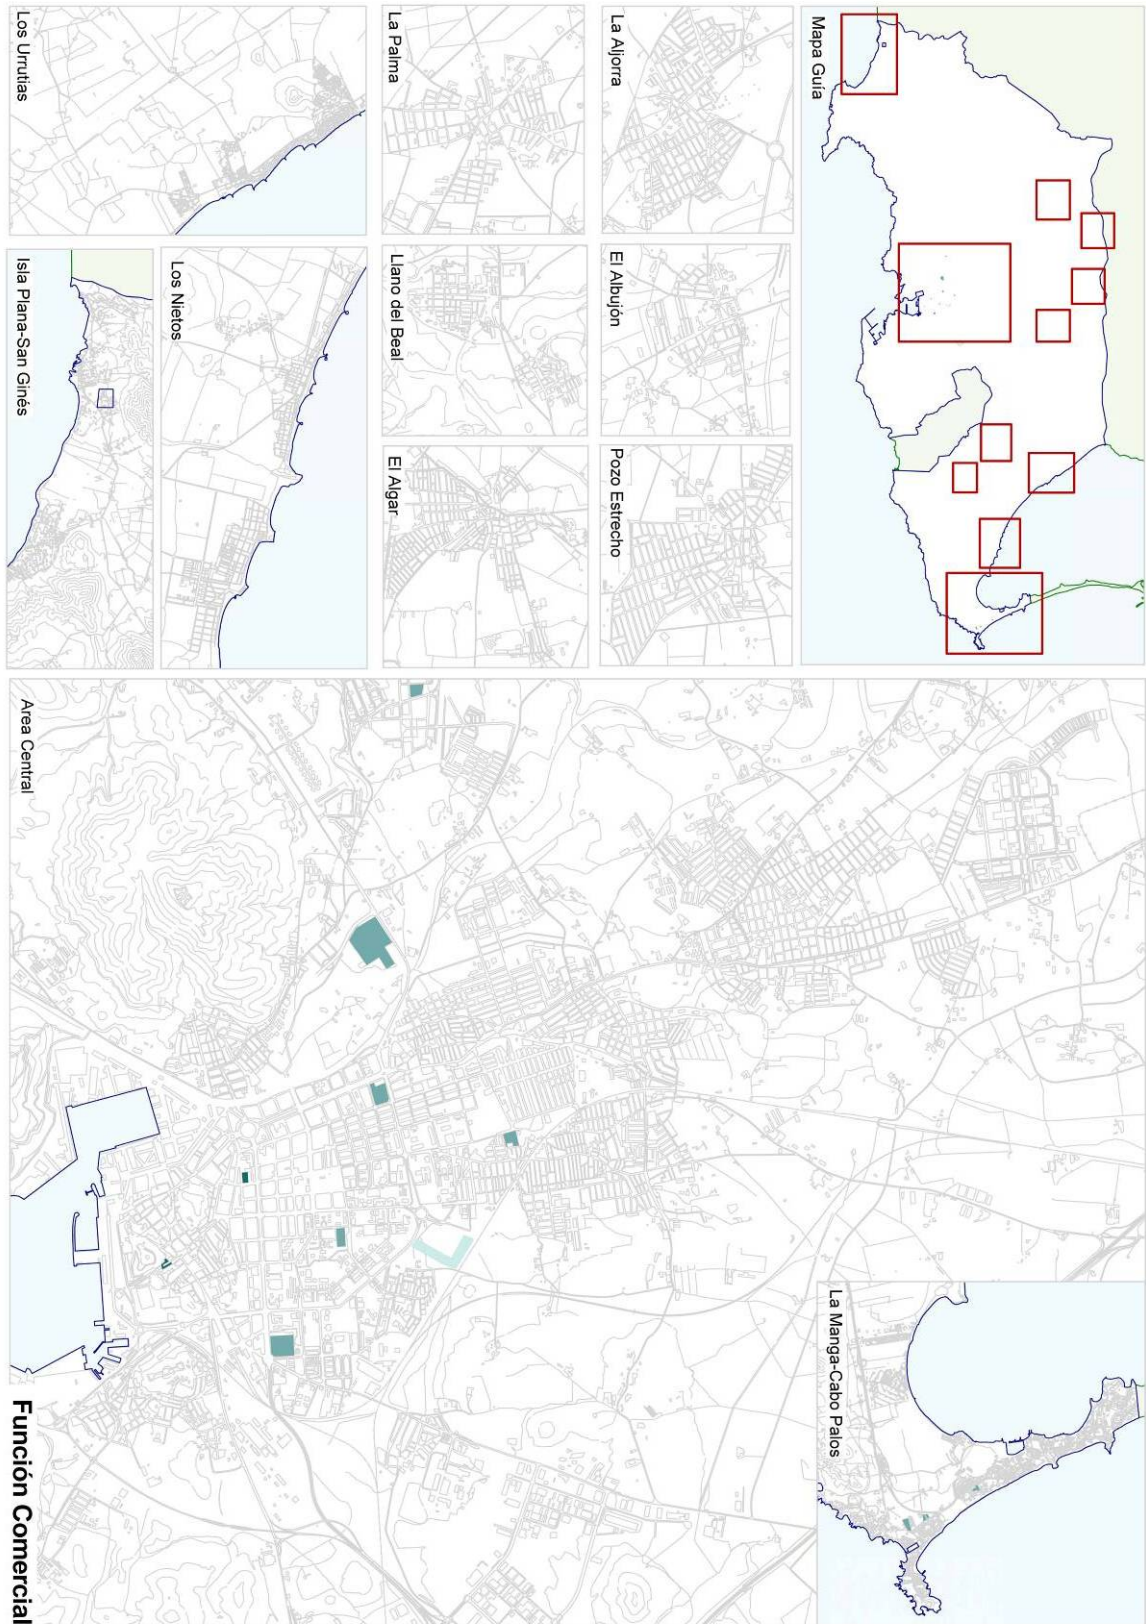 Mapa Guía
La Aljorra
El Albujón
Pozo Estrecho
La Palma
Llano del Beal
El Algar
Los Urrutias
Los Nietos
Isla Plana-San Ginés
La Manga-Cabo Palos
Area Central
Función Comercial